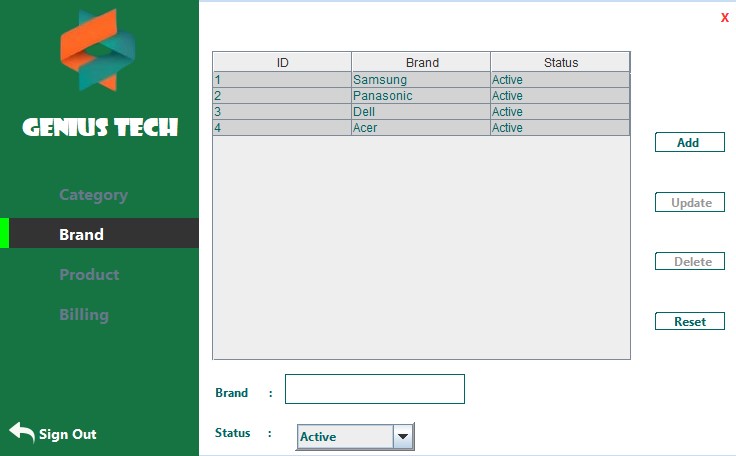 X
GENIUS TECH
Category
Brand
Product
Billing
Sign Out
ID Brand Status
1 Samsung Active
2 Panasonic Active
3 Dell Active
4 Acer Active
Add
Update
Delete
Reset
Brand :
Status : Active